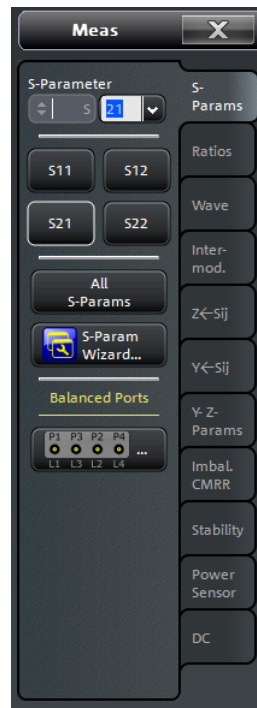 Meas
X
S-Parameter
S 21
S11 S12
S21 S22
All
S-Params
S-Param
Wizard...
Balanced Ports
P1 P3 P2 P4
...
L1 L3 L2 L4
S-
Params
Ratios
Wave
Inter-
mod.
Z←Sij
Y←Sij
Y- Z-
Params
Imbal.
CMRR
Stability
Power
Sensor
DC